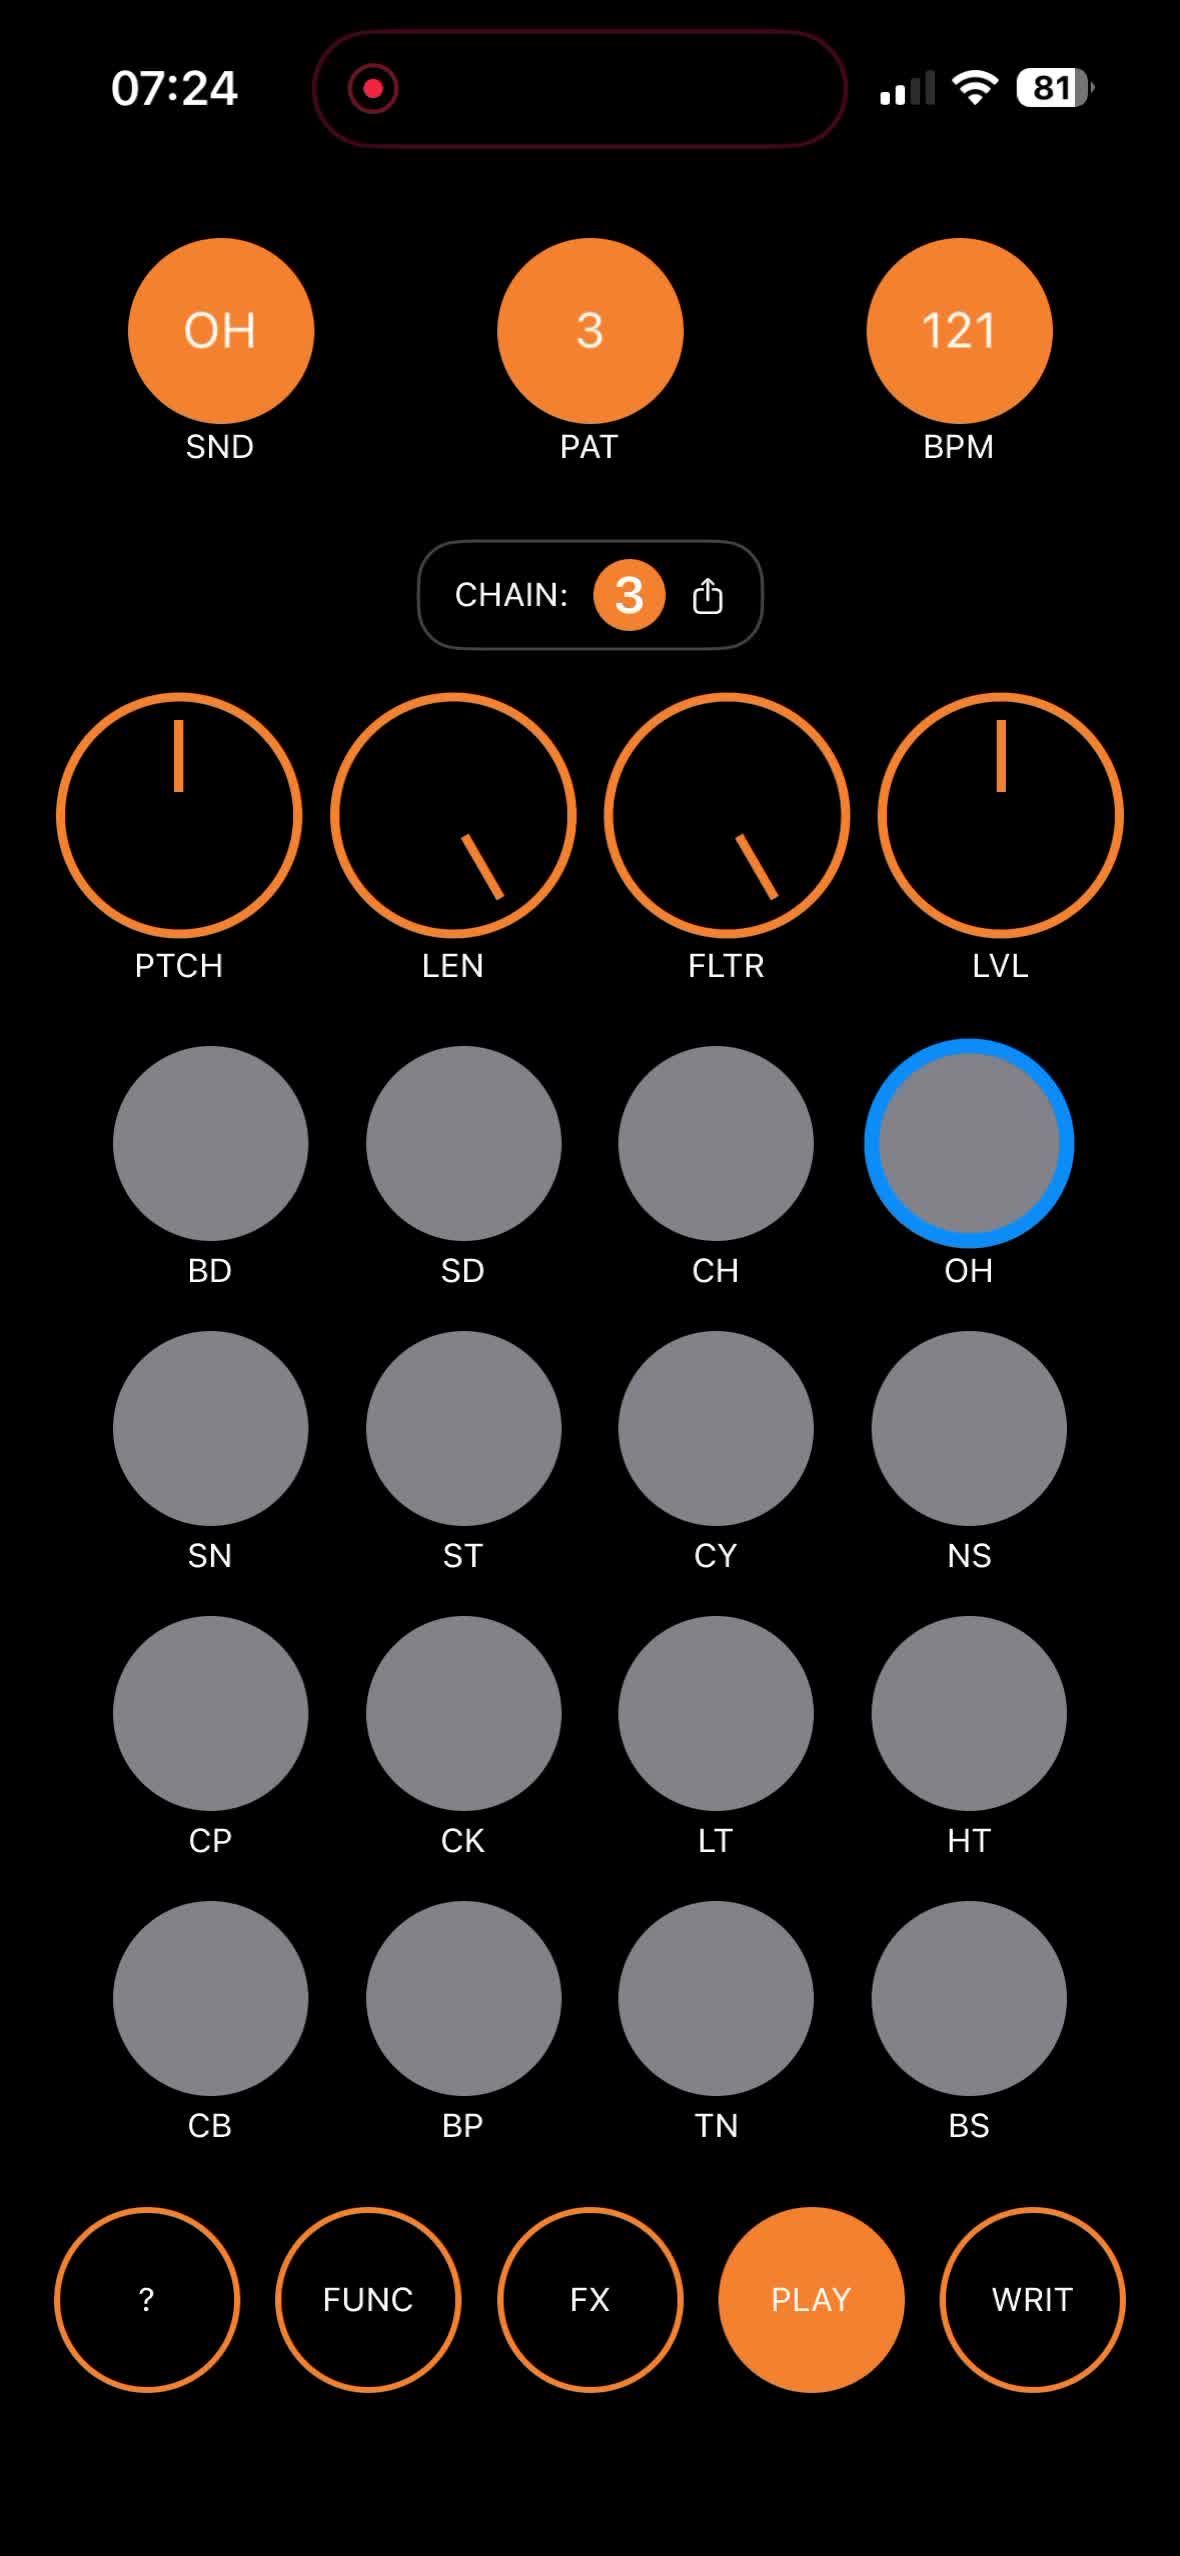 07:24 81
OH 3 121
SND PAT BPM
CHAIN: 3
PTCH LEN FLTR LVL
BD SD CH OH
SN ST CY NS
CP CK LT HT
CB BP TN BS
? FUNC FX PLAY WRIT